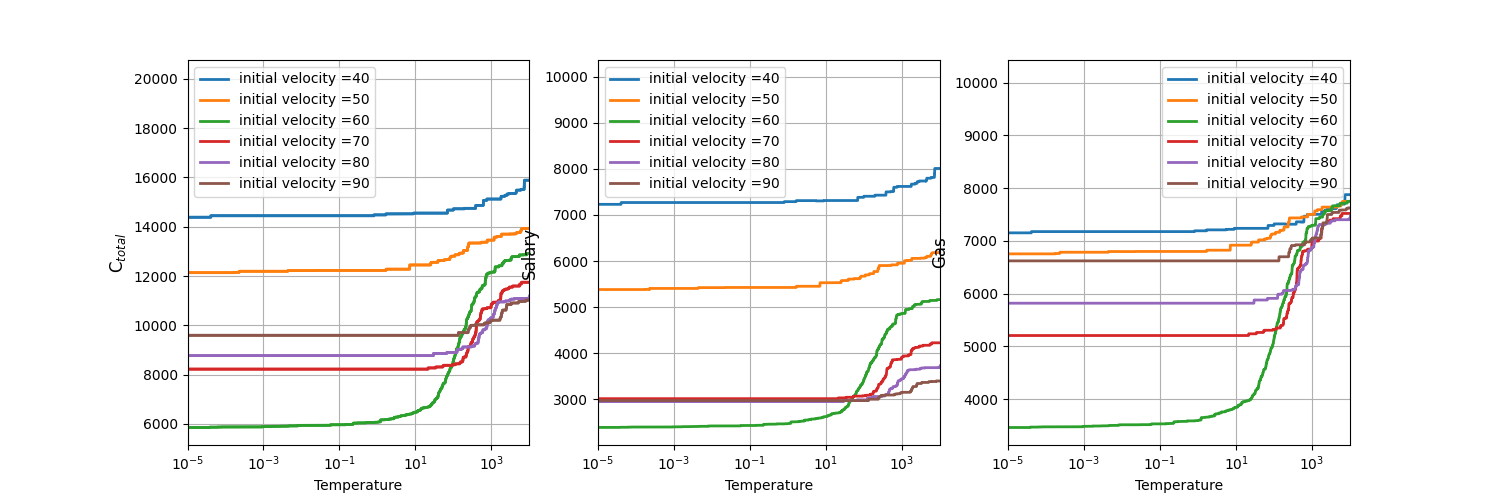 C_total
20000
18000
16000
14000
12000
10000
8000
6000
initial velocity =40
initial velocity =50
initial velocity =60
initial velocity =70
initial velocity =80
initial velocity =90
10^-5
10^-3
10^-1
10^1
10^3
Temperature
Salary
10000
9000
8000
7000
6000
5000
4000
3000
initial velocity =40
initial velocity =50
initial velocity =60
initial velocity =70
initial velocity =80
initial velocity =90
10^-5
10^-3
10^-1
10^1
10^3
Temperature
Gas
10000
9000
8000
7000
6000
5000
4000
initial velocity =40
initial velocity =50
initial velocity =60
initial velocity =70
initial velocity =80
initial velocity =90
10^-5
10^-3
10^-1
10^1
10^3
Temperature